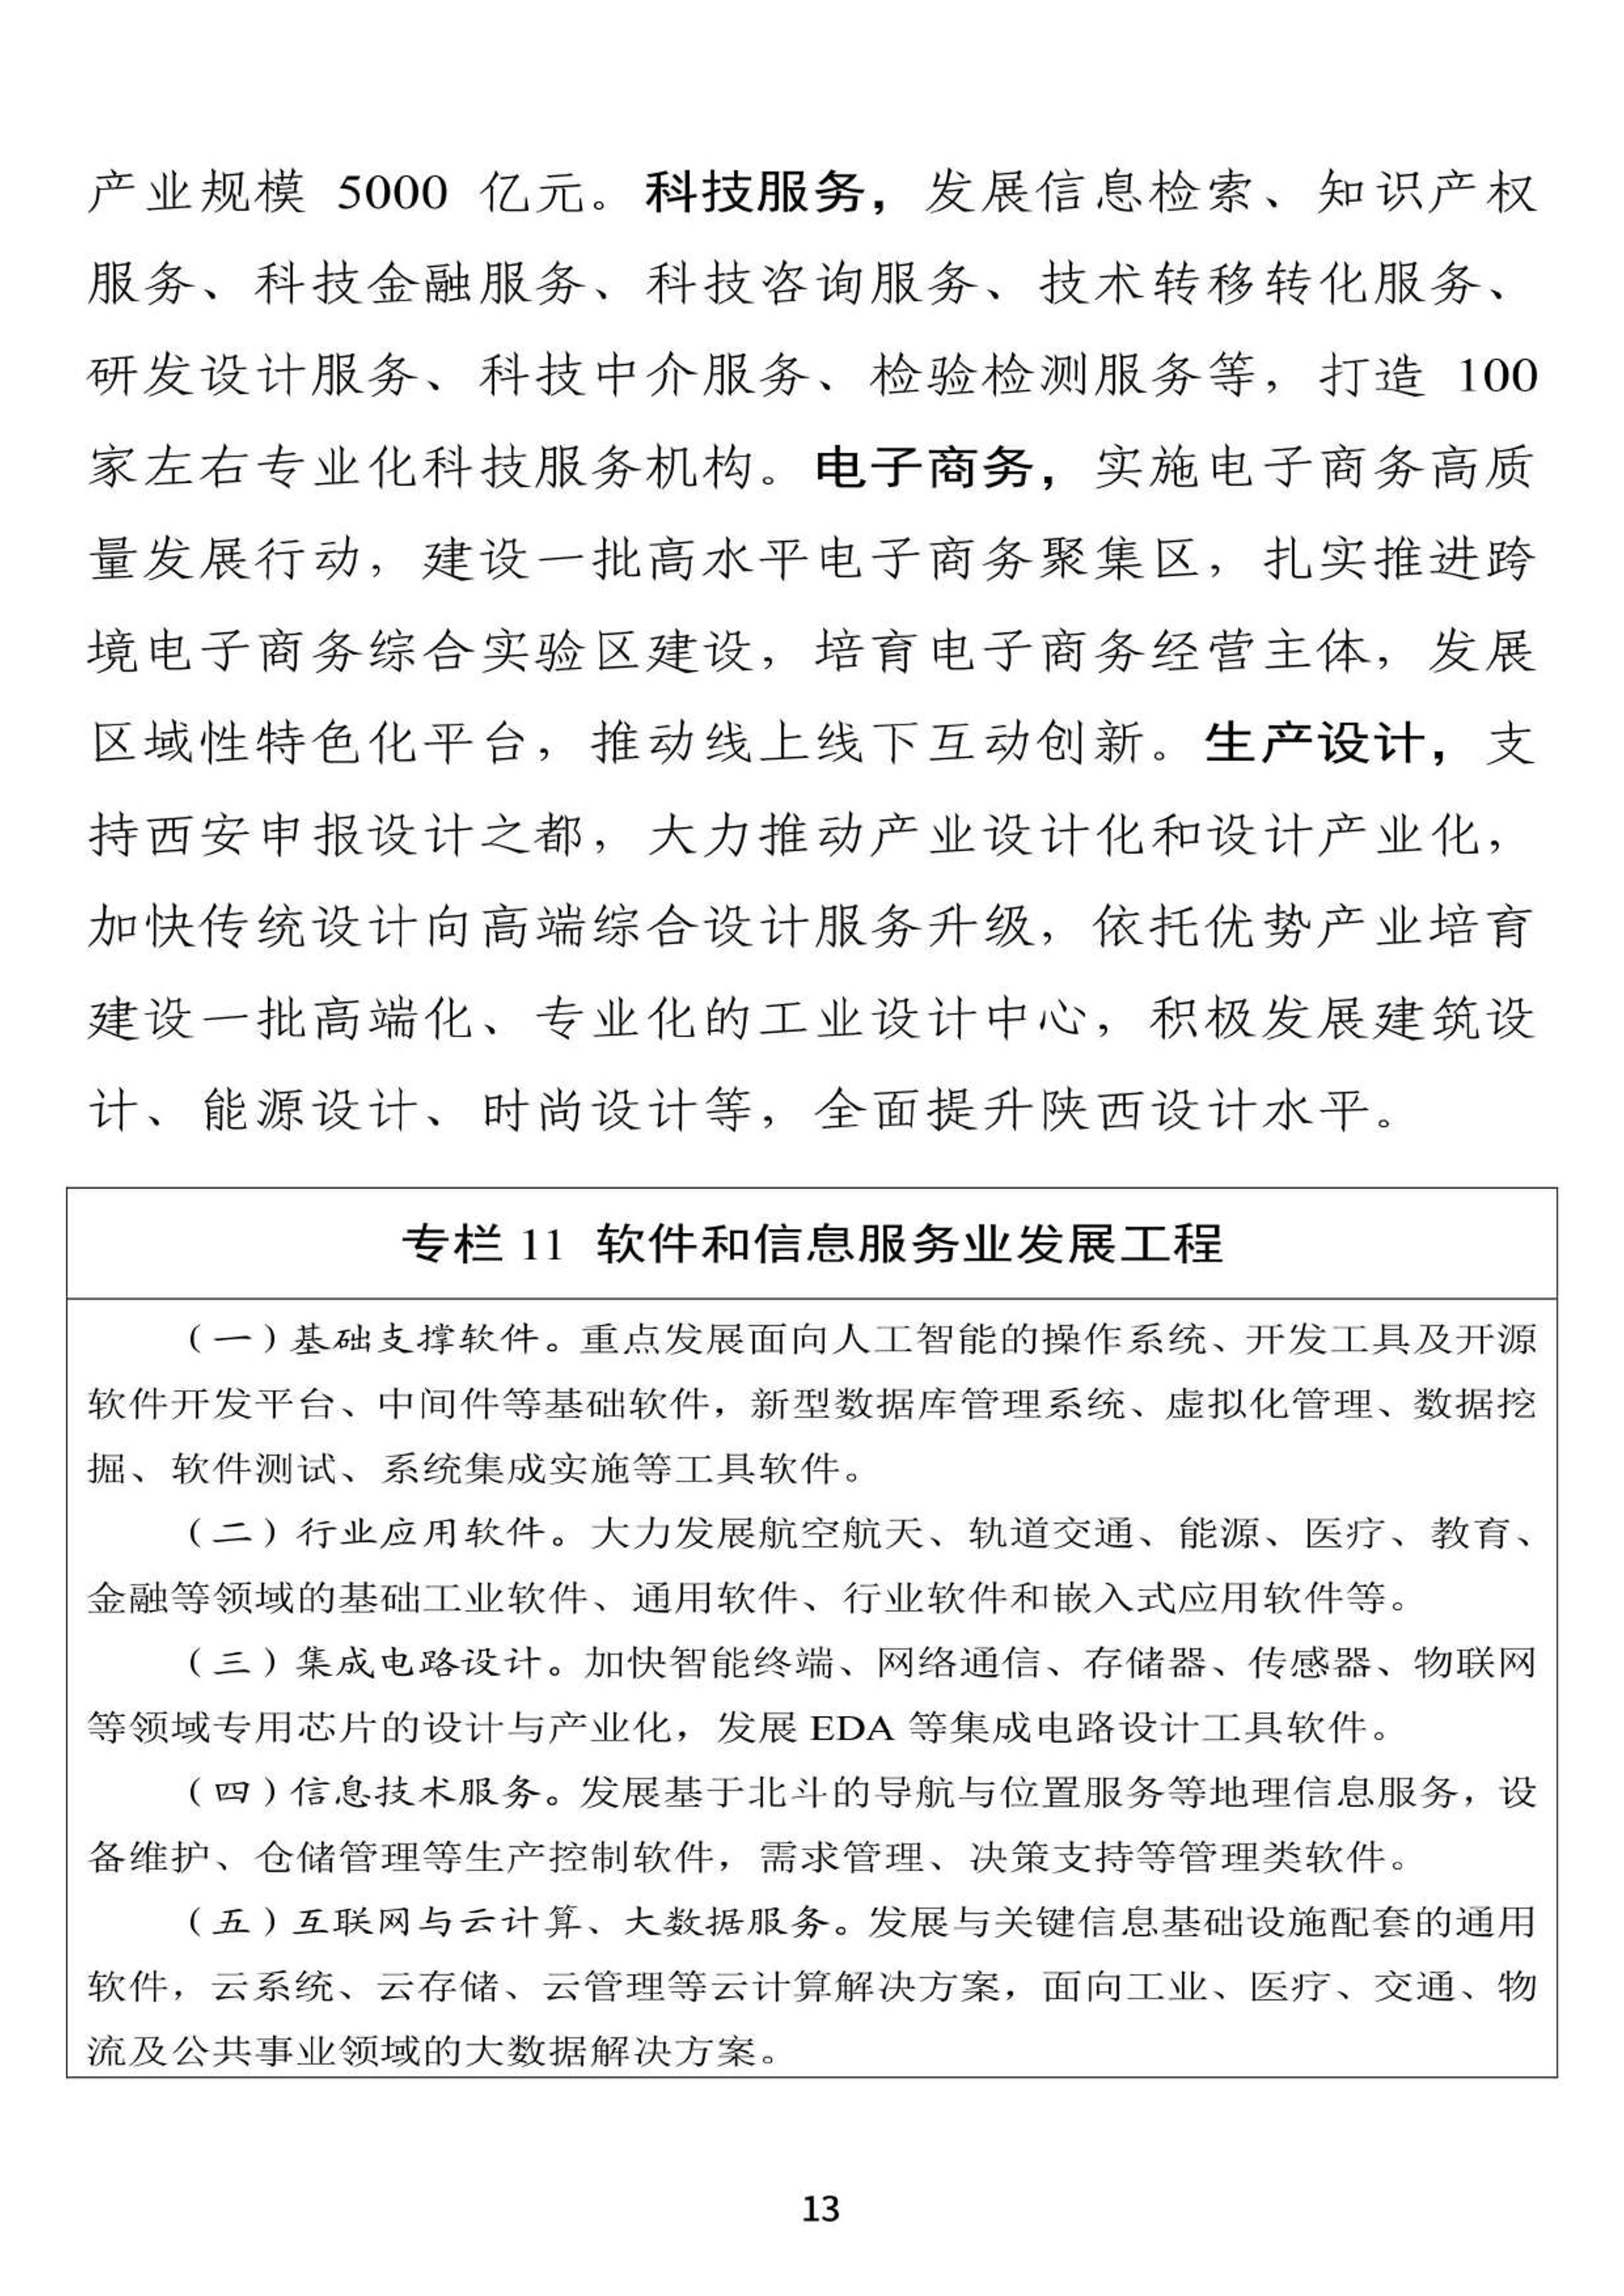 产业规模 5000 亿元。科技服务，发展信息检索、知识产权
服务、科技金融服务、科技咨询服务、技术转移转化服务、
研发设计服务、科技中介服务、检验检测服务等，打造 100
家左右专业化科技服务机构。电子商务，实施电子商务高质
量发展行动，建设一批高水平电子商务聚集区，扎实推进跨
境电子商务综合实验区建设，培育电子商务经营主体，发展
区域性特色化平台，推动线上线下互动创新。生产设计，支
持西安申报设计之都，大力推动产业设计化和设计产业化，
加快传统设计向高端综合设计服务升级，依托优势产业培育
建设一批高端化、专业化的工业设计中心，积极发展建筑设
计、能源设计、时尚设计等，全面提升陕西设计水平。
专栏 11 软件和信息服务业发展工程
（一）基础支撑软件。重点发展面向人工智能的操作系统、开发工具及开源
软件开发平台、中间件等基础软件，新型数据库管理系统、虚拟化管理、数据挖
掘、软件测试、系统集成实施等工具软件。
（二）行业应用软件。大力发展航空航天、轨道交通、能源、医疗、教育、
金融等领域的基础工业软件、通用软件、行业软件和嵌入式应用软件等。
（三）集成电路设计。加快智能终端、网络通信、存储器、传感器、物联网
等领域专用芯片的设计与产业化，发展 EDA 等集成电路设计工具软件。
（四）信息技术服务。发展基于北斗的导航与位置服务等地理信息服务，设
备维护、仓储管理等生产控制软件，需求管理、决策支持等管理类软件。
（五）互联网与云计算、大数据服务。发展与关键信息基础设施配套的通用
软件，云系统、云存储、云管理等云计算解决方案，面向工业、医疗、交通、物
流及公共事业领域的大数据解决方案。
13